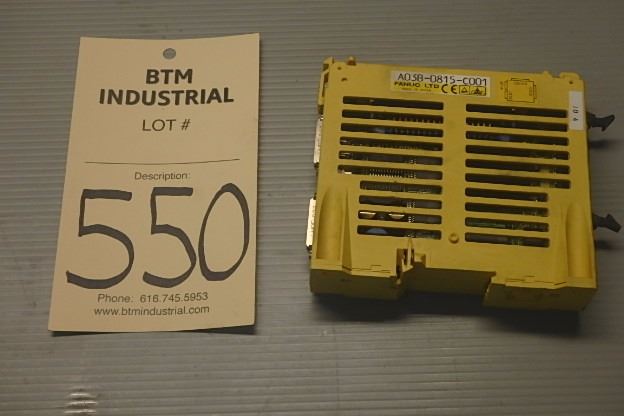 BTM
INDUSTRIAL
LOT #
Description:
550
Phone: 616.745.5953
www.btmindustrial.com
A03B-0815-C001
FANUC LTD